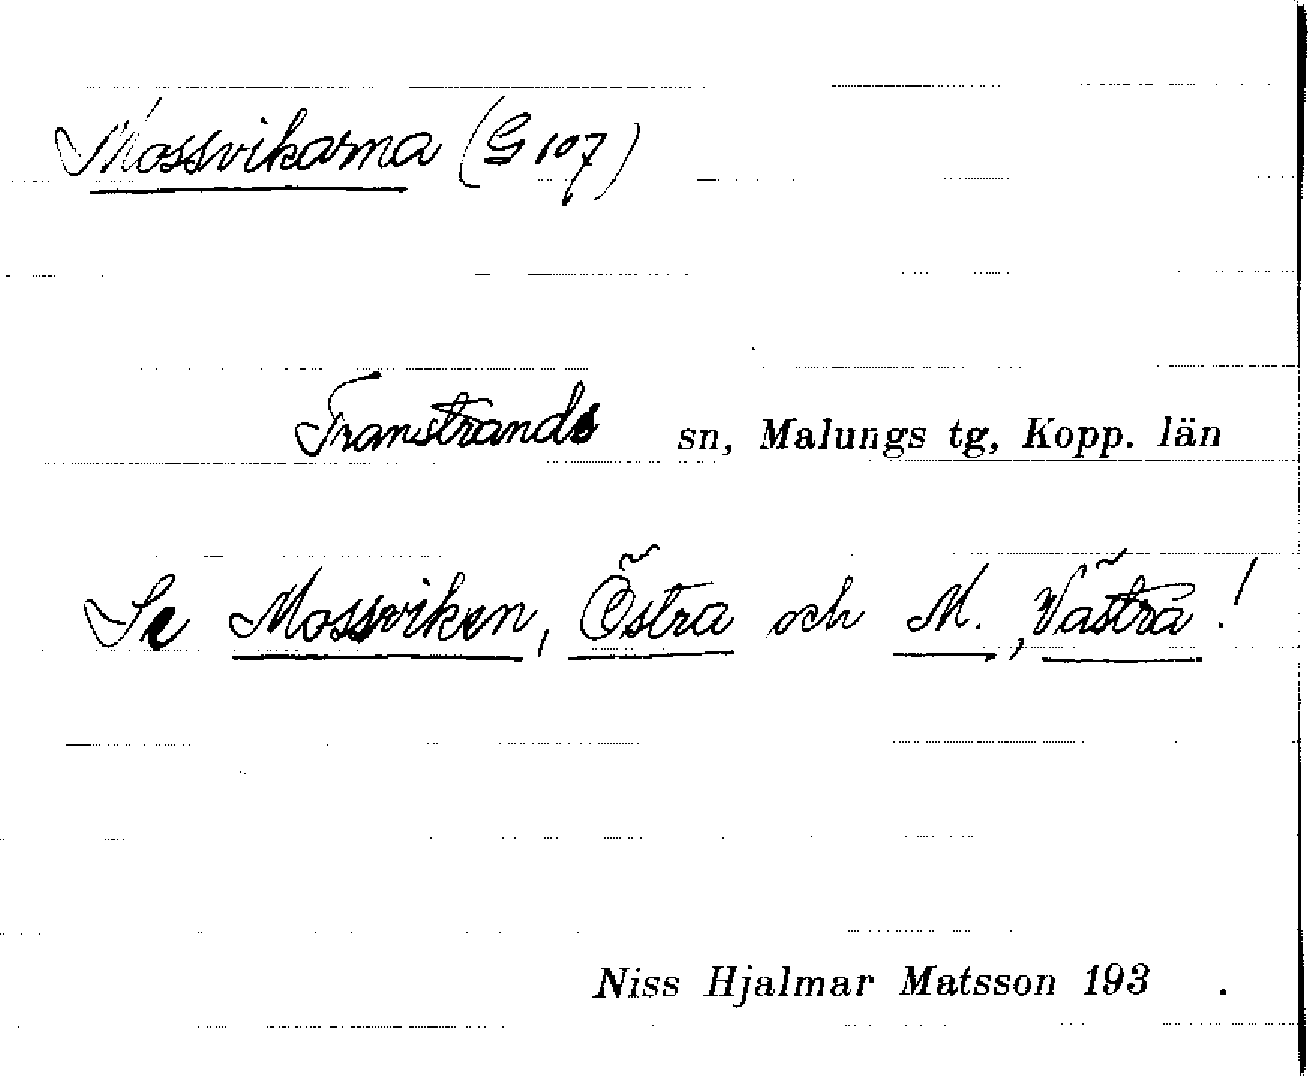 Mossvikarna (G 107)
Transtrands sn, Malungs tg, Kopp. län
Se Mossviken, Östra och M., Västra!
Niss Hjalmar Matsson 193 .